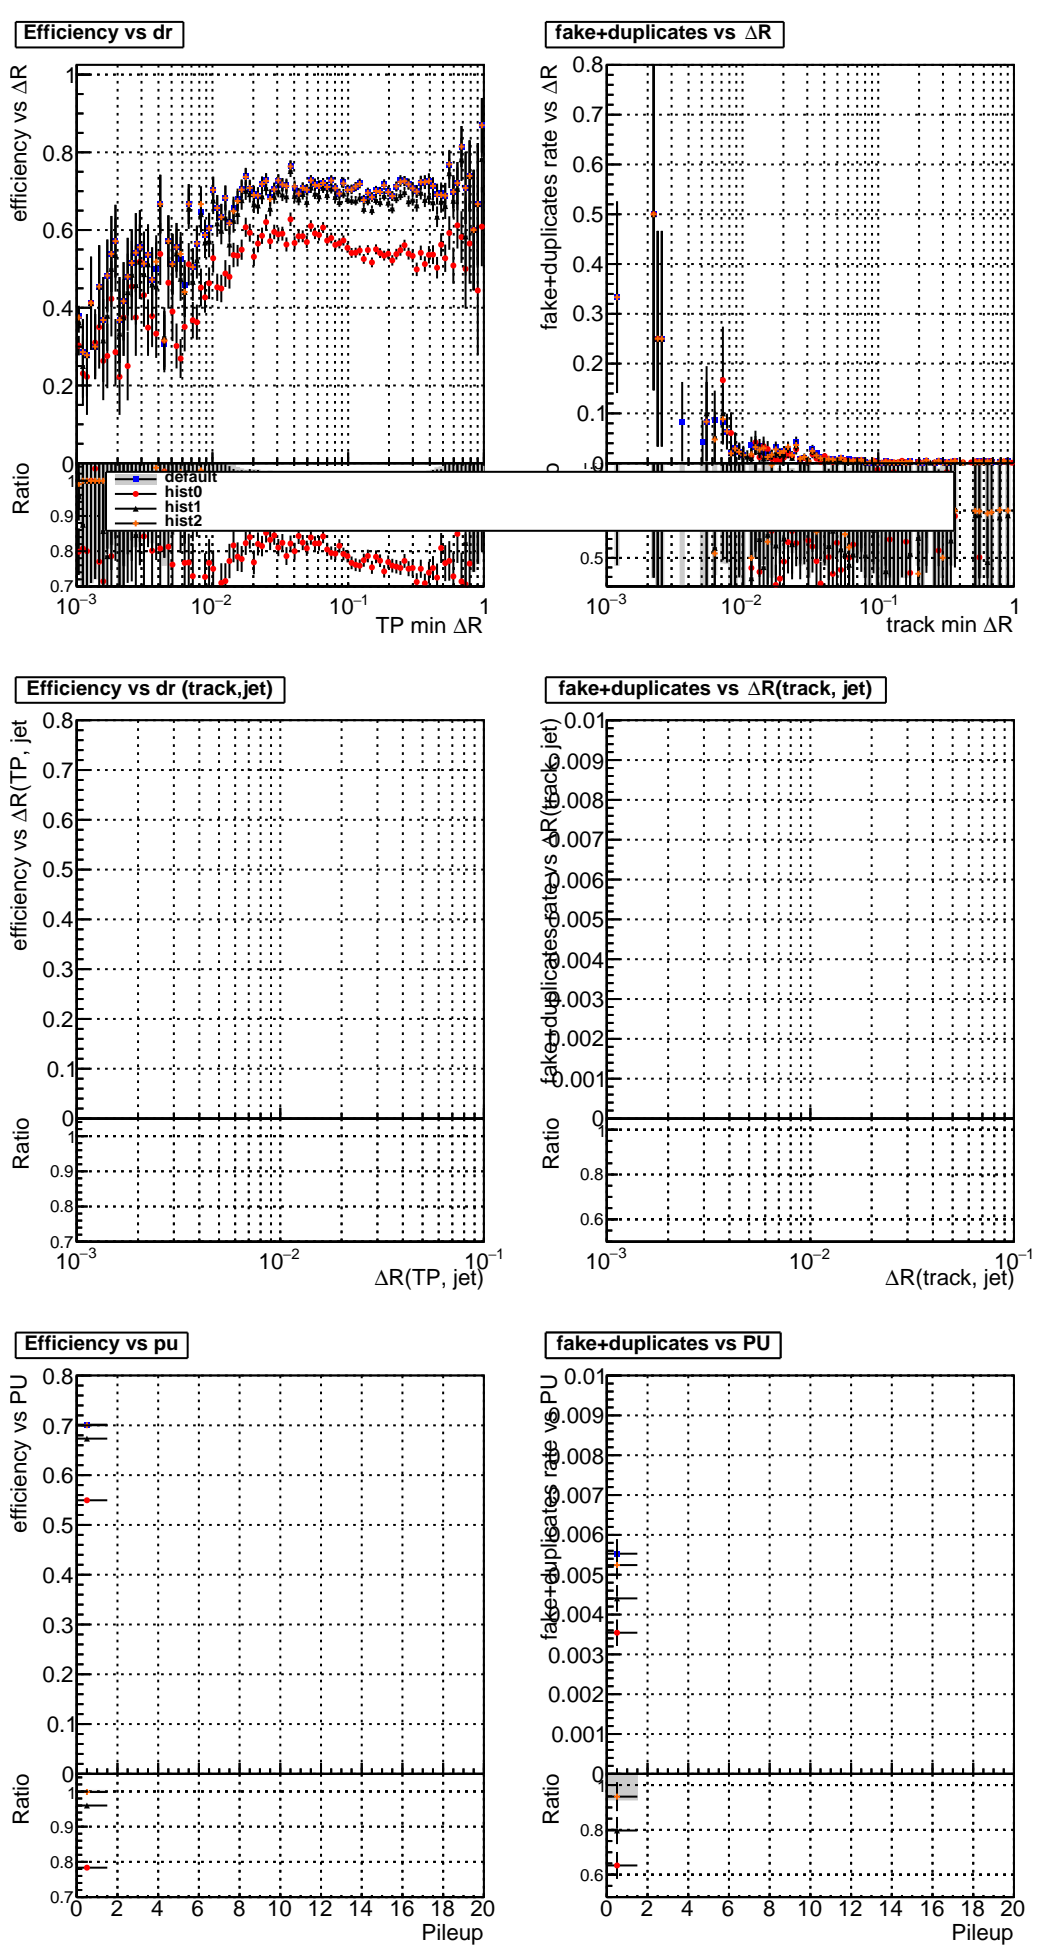 Efficiency vs dr
efficiency vs ΔR
1
0.8
0.6
0.4
0.2
0
Ratio
1
0.9
0.8
0.7
10⁻³ 10⁻² 10⁻¹ 1
TP min ΔR
fake+duplicates vs ΔR
fake+duplicates rate vs ΔR
0.8
0.7
0.6
0.5
0.4
0.3
0.2
0.1
0
0.5
10⁻³ 10⁻² 10⁻¹ 1
track min ΔR
default
hist0
hist1
hist2
Efficiency vs dr (track,jet)
efficiency vs ΔR(TP, jet
0.8
0.7
0.6
0.5
0.4
0.3
0.2
0.1
0
Ratio
1
0.9
0.8
0.7
10⁻³ 10⁻² 10⁻¹
ΔR(TP, jet)
fake+duplicates vs ΔR(track, jet)
fake+duplicates rate vs ΔR(track, jet)
0.01
0.009
0.008
0.007
0.006
0.005
0.004
0.003
0.002
0.001
0
Ratio
1
0.8
0.6
10⁻³ 10⁻² 10⁻¹
ΔR(track, jet)
Efficiency vs pu
efficiency vs PU
0.8
0.7
0.6
0.5
0.4
0.3
0.2
0.1
0
Ratio
1
0.9
0.8
0.7
0 2 4 6 8 10 12 14 16 18 20
Pileup
fake+duplicates vs PU
fake+duplicates rate vs PU
0.01
0.009
0.008
0.007
0.006
0.005
0.004
0.003
0.002
0.001
0
Ratio
1
0.8
0.6
0 2 4 6 8 10 12 14 16 18 20
Pileup